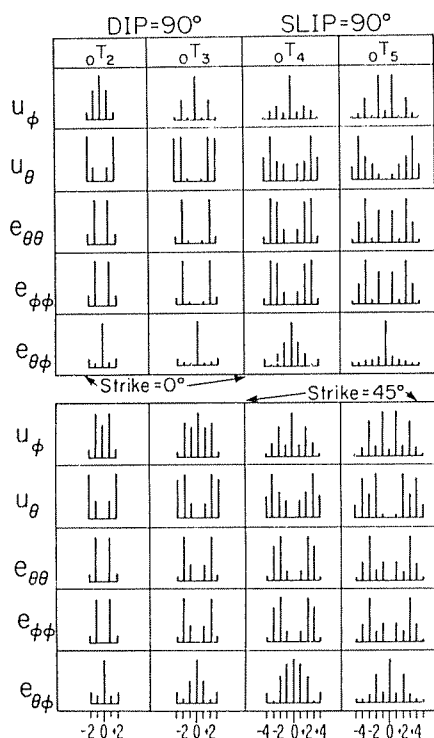 DIP=90° SLIP=90°
₀T₂ ₀T₃ ₀T₄ ₀T₅
uφ
uθ
eθθ
eφφ
eθφ
Strike=0°
Strike=45°
uφ
uθ
eθθ
eφφ
eθφ
-2 0 +2 -2 0 +2 -4 -2 0 +2 +4 -4 -2 0 +2 +4